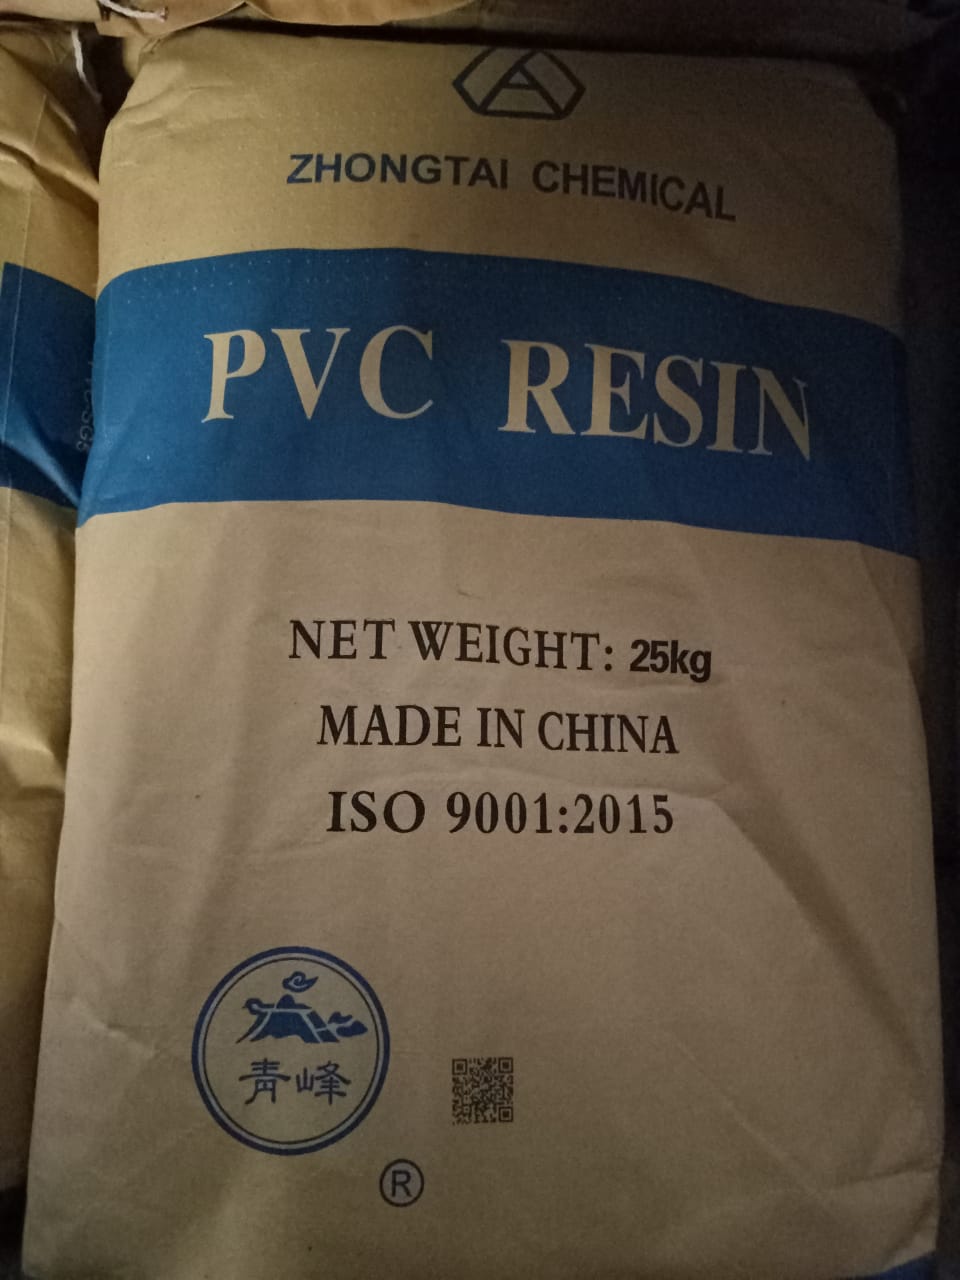 ZHONGTAI CHEMICAL
PVC RESIN
NET WEIGHT: 25kg
MADE IN CHINA
ISO 9001:2015
青峰
®